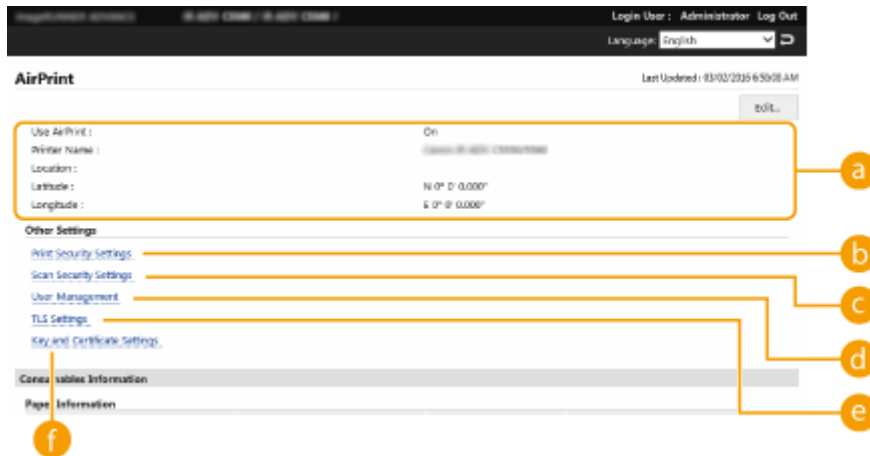 Login User : Administrator Log Out
Language: English
AirPrint
Last Updated : 03/02/2016 6:50:08 AM
Edit...
a
Use AirPrint : On
Printer Name :
Location :
Latitude : N 0° 0' 0.000"
Longitude : E 0° 0' 0.000"
Other Settings
Print Security Settings
b
Scan Security Settings
c
User Management
d
TLS Settings
e
Key and Certificate Settings
f
Consumables Information
Paper Information